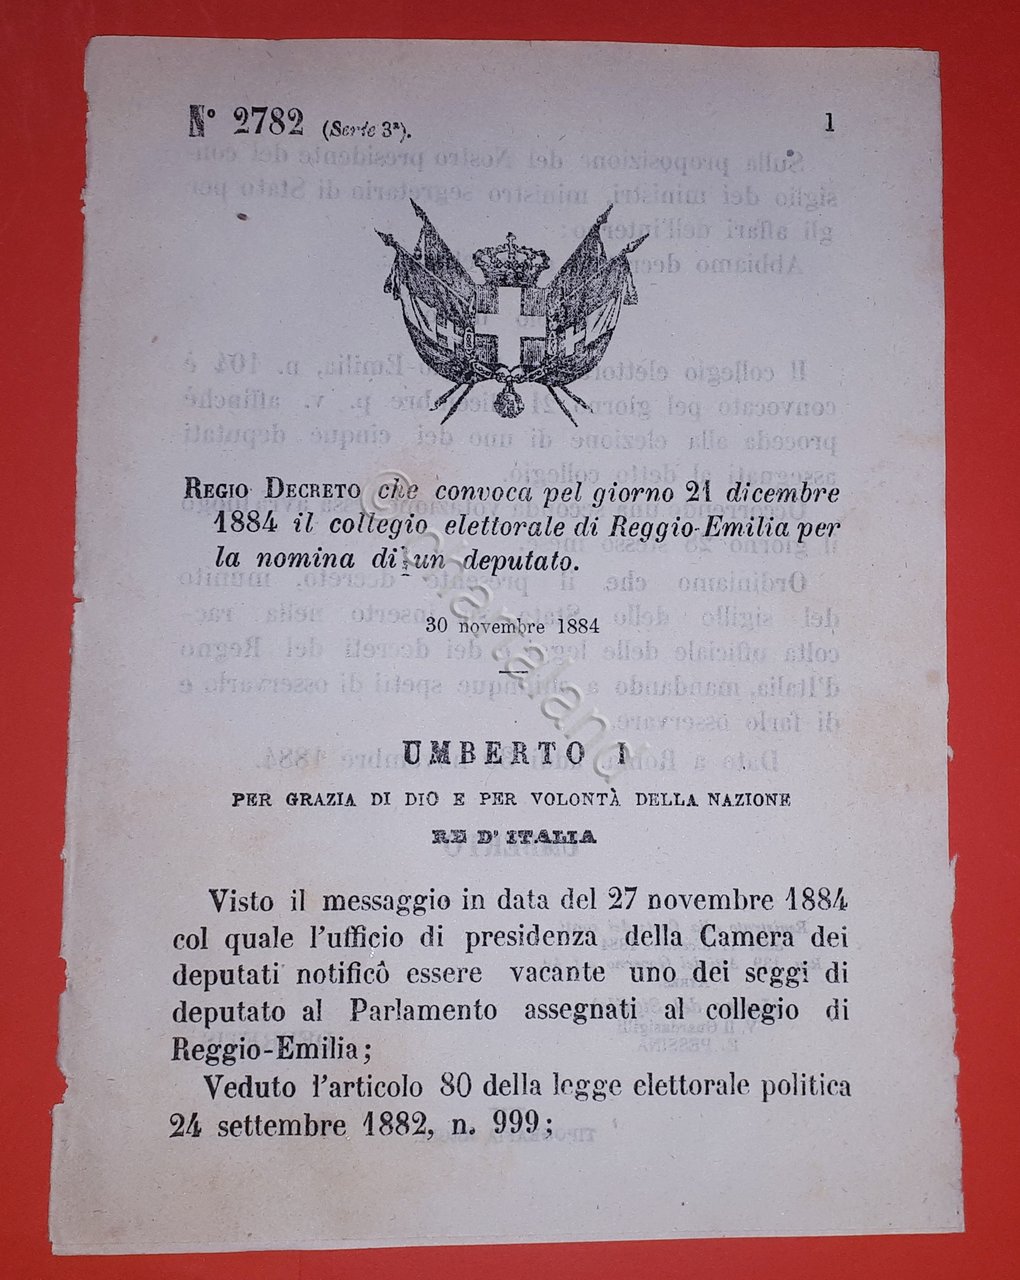 N° 2782 (Serie 3ª). 1
REGIO DECRETO che convoca pel giorno 21 dicembre
1884 il collegio elettorale di Reggio-Emilia per
la nomina di un deputato.
30 novembre 1884
UMBERTO I
PER GRAZIA DI DIO E PER VOLONTÀ DELLA NAZIONE
RE D'ITALIA
Visto il messaggio in data del 27 novembre 1884
col quale l'ufficio di presidenza della Camera dei
deputati notificò essere vacante uno dei seggi di
deputato al Parlamento assegnati al collegio di
Reggio-Emilia;
Veduto l'articolo 80 della legge elettorale politica
24 settembre 1882, n. 999;
© maremagnum